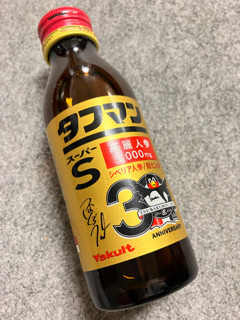 タフマン
スーパー
S
高麗人参
000mg
シベリア人参
30
ANNIVERSARY
Yakult